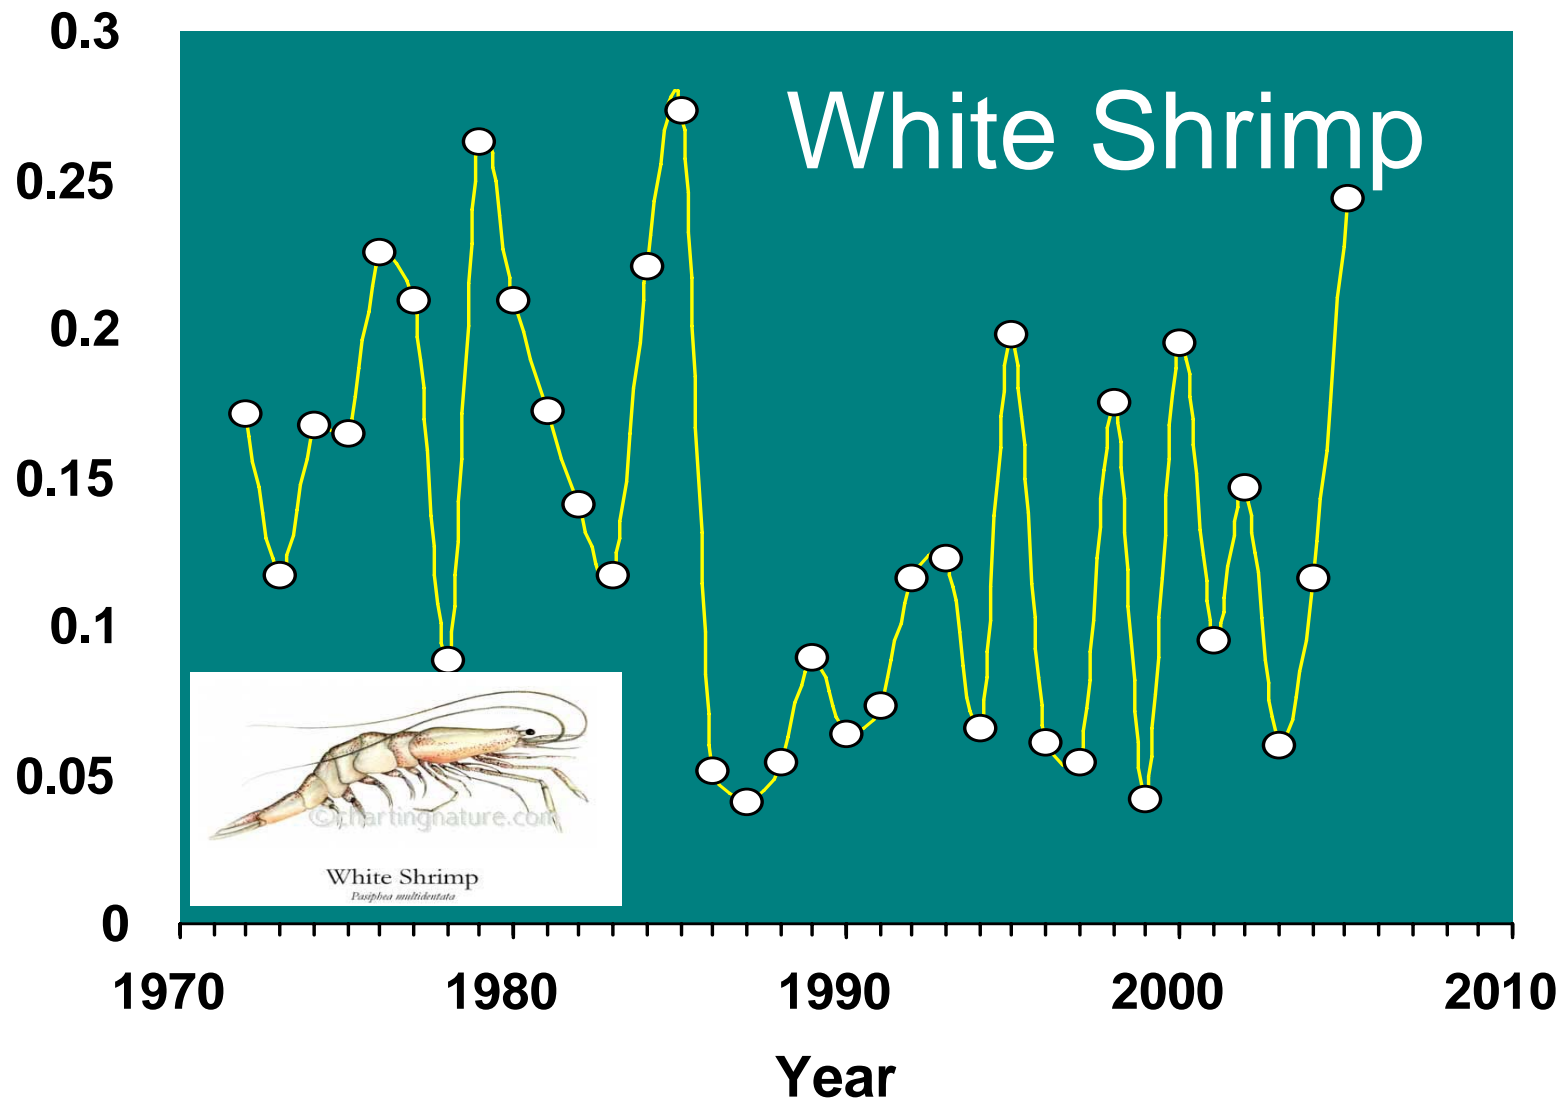 White Shrimp
0.3
0.25
0.2
0.15
0.1
0.05
0
©chartingnature.com
White Shrimp
Pasiphea multidentata
1970 1980 1990 2000 2010
Year